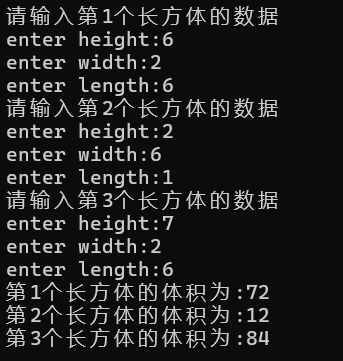 请输入第1个长方体的数据
enter height:6
enter width:2
enter length:6
请输入第2个长方体的数据
enter height:2
enter width:6
enter length:1
请输入第3个长方体的数据
enter height:7
enter width:2
enter length:6
第1个长方体的体积为:72
第2个长方体的体积为:12
第3个长方体的体积为:84